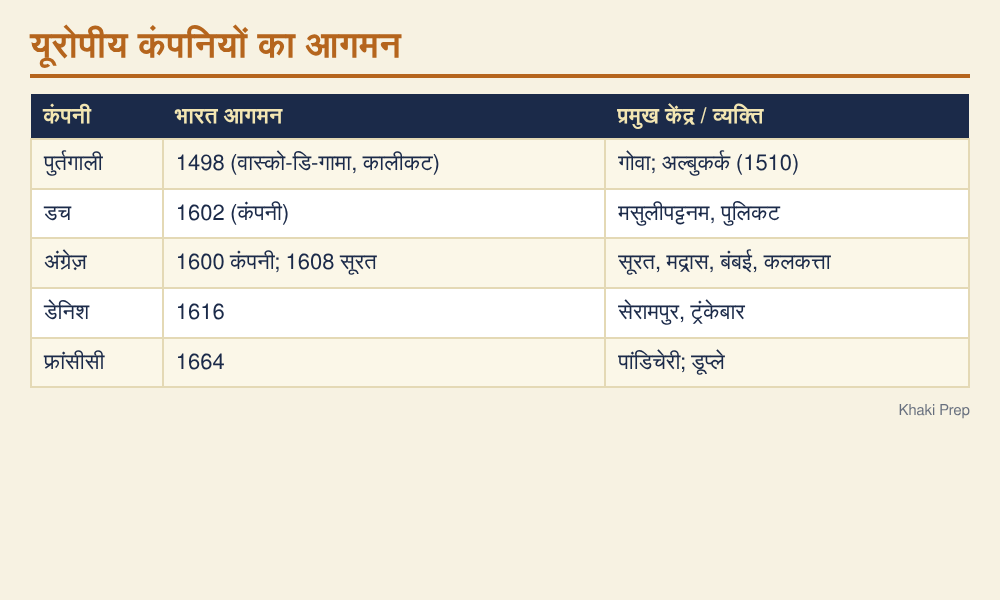 यूरोपीय कंपनियों का आगमन
कंपनी भारत आगमन प्रमुख केंद्र / व्यक्ति
पुर्तगाली 1498 (वास्को-डि-गामा, कालीकट) गोवा; अल्बुकर्क (1510)
डच 1602 (कंपनी) मसुलीपट्टनम, पुलिकट
अंग्रेज़ 1600 कंपनी; 1608 सूरत सूरत, मद्रास, बंबई, कलकत्ता
डेनिश 1616 सेरामपुर, ट्रंकेबार
फ्रांसीसी 1664 पांडिचेरी; डूप्ले
Khaki Prep